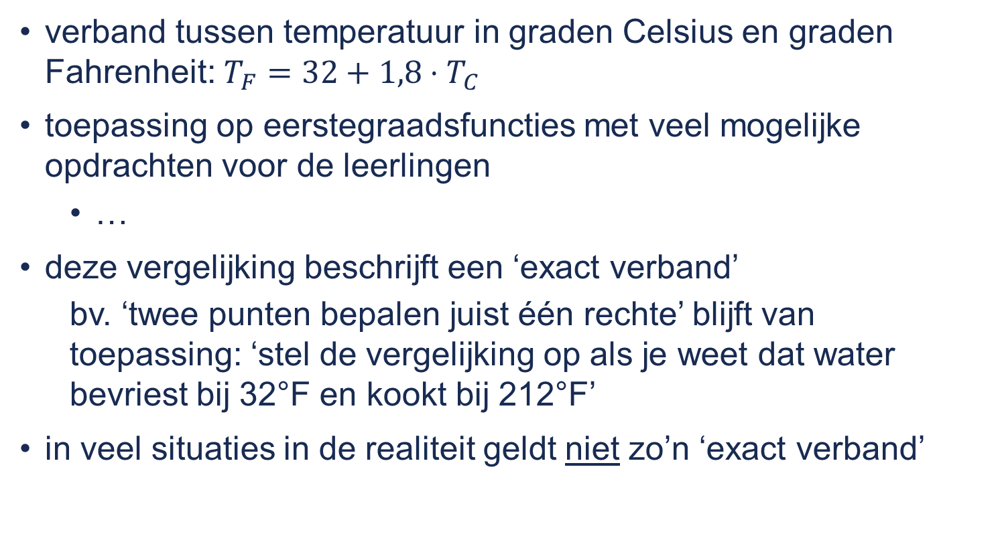 • verband tussen temperatuur in graden Celsius en graden
Fahrenheit: T_F = 32 + 1,8 · T_C
• toepassing op eerstegraadsfuncties met veel mogelijke
opdrachten voor de leerlingen
• …
• deze vergelijking beschrijft een ‘exact verband’
bv. ‘twee punten bepalen juist één rechte’ blijft van
toepassing: ‘stel de vergelijking op als je weet dat water
bevriest bij 32°F en kookt bij 212°F’
• in veel situaties in de realiteit geldt niet zo’n ‘exact verband’